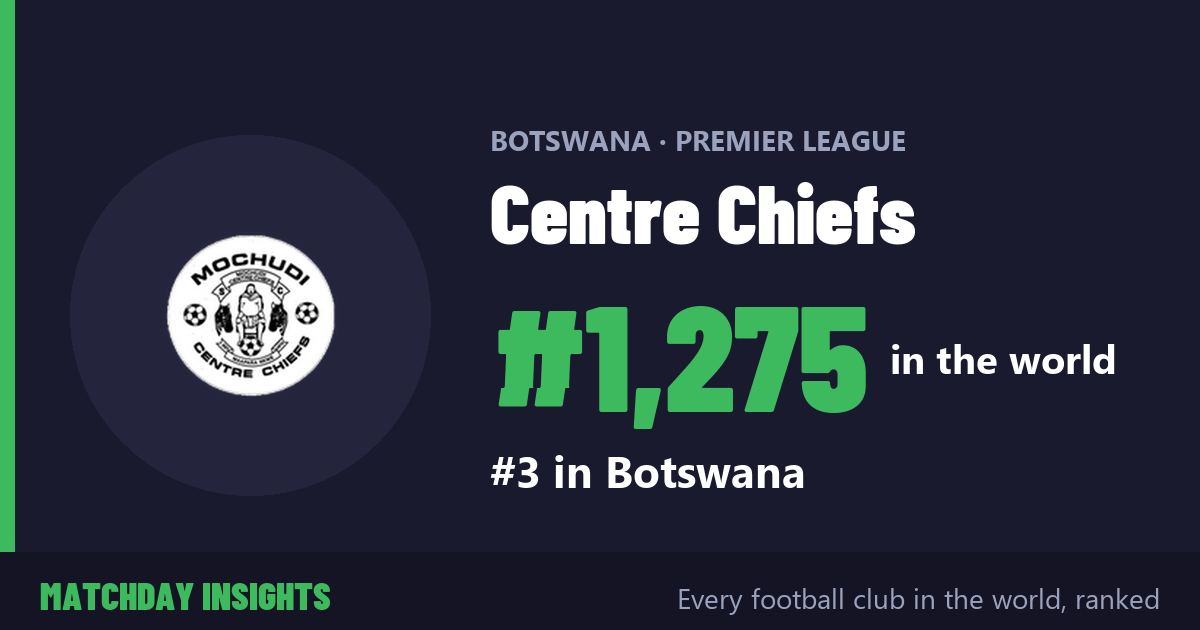 BOTSWANA · PREMIER LEAGUE
Centre Chiefs
#1,275 in the world
#3 in Botswana
MOCHUDI
CENTRE CHIEFS
MATCHDAY INSIGHTS
Every football club in the world, ranked